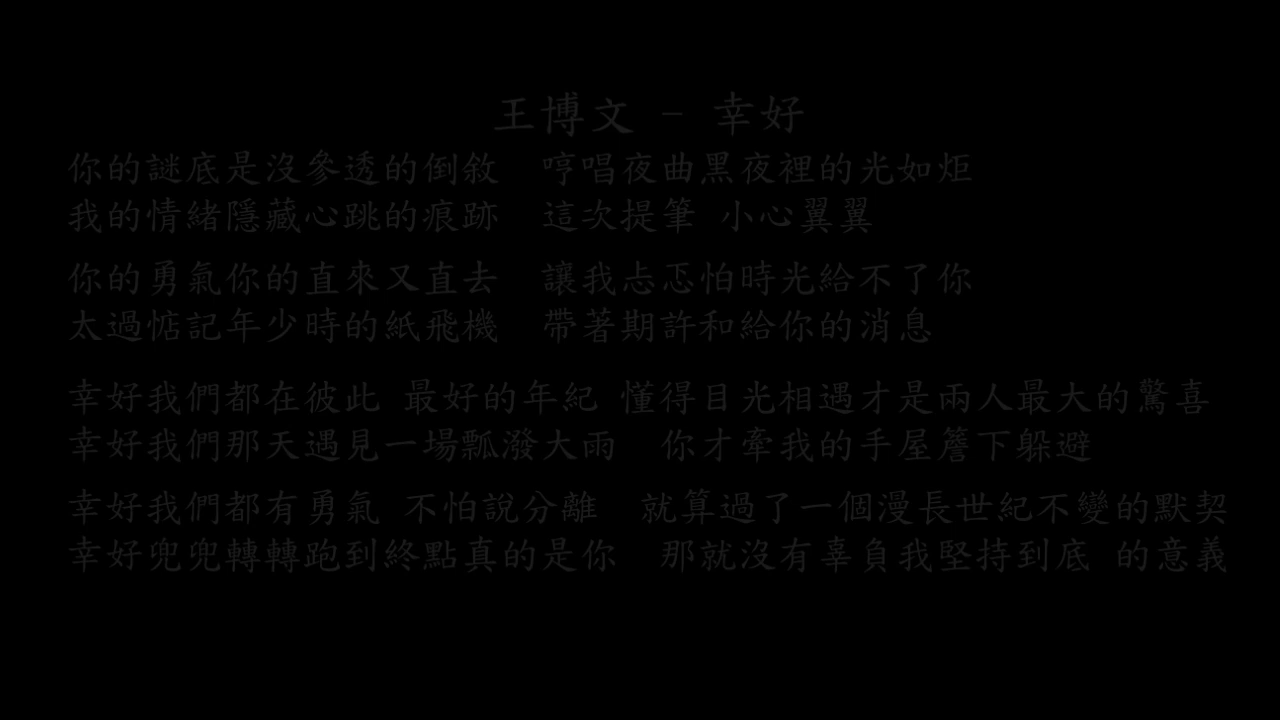 王博文 - 幸好
你的謎底是沒參透的倒敘 哼唱夜曲黑夜裡的光如炬
我的情緒隱藏心跳的痕跡 這次提筆 小心翼翼
你的勇氣你的直來又直去 讓我忐忑怕時光給不了你
太過惦記年少時的紙飛機 帶著期許和給你的消息
幸好我們都在彼此 最好的年紀 懂得目光相遇才是兩人最大的驚喜
幸好我們那天遇見一場瓢潑大雨 你才牽我的手屋簷下躲避
幸好我們都有勇氣 不怕說分離 就算過了一個漫長世紀不變的默契
幸好兜兜轉轉跑到終點真的是你 那就沒有辜負我堅持到底 的意義